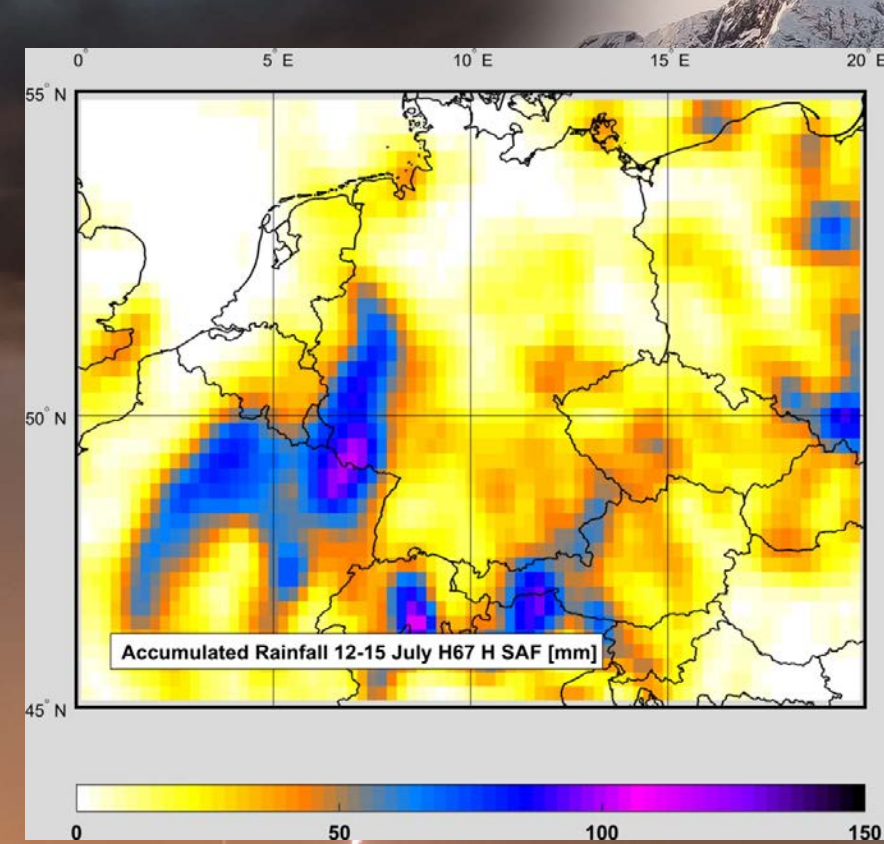 0° 5° E 10° E 15° E 20° E
55° N
50° N
Accumulated Rainfall 12-15 July H67 H SAF [mm]
45° N
0 50 100 150